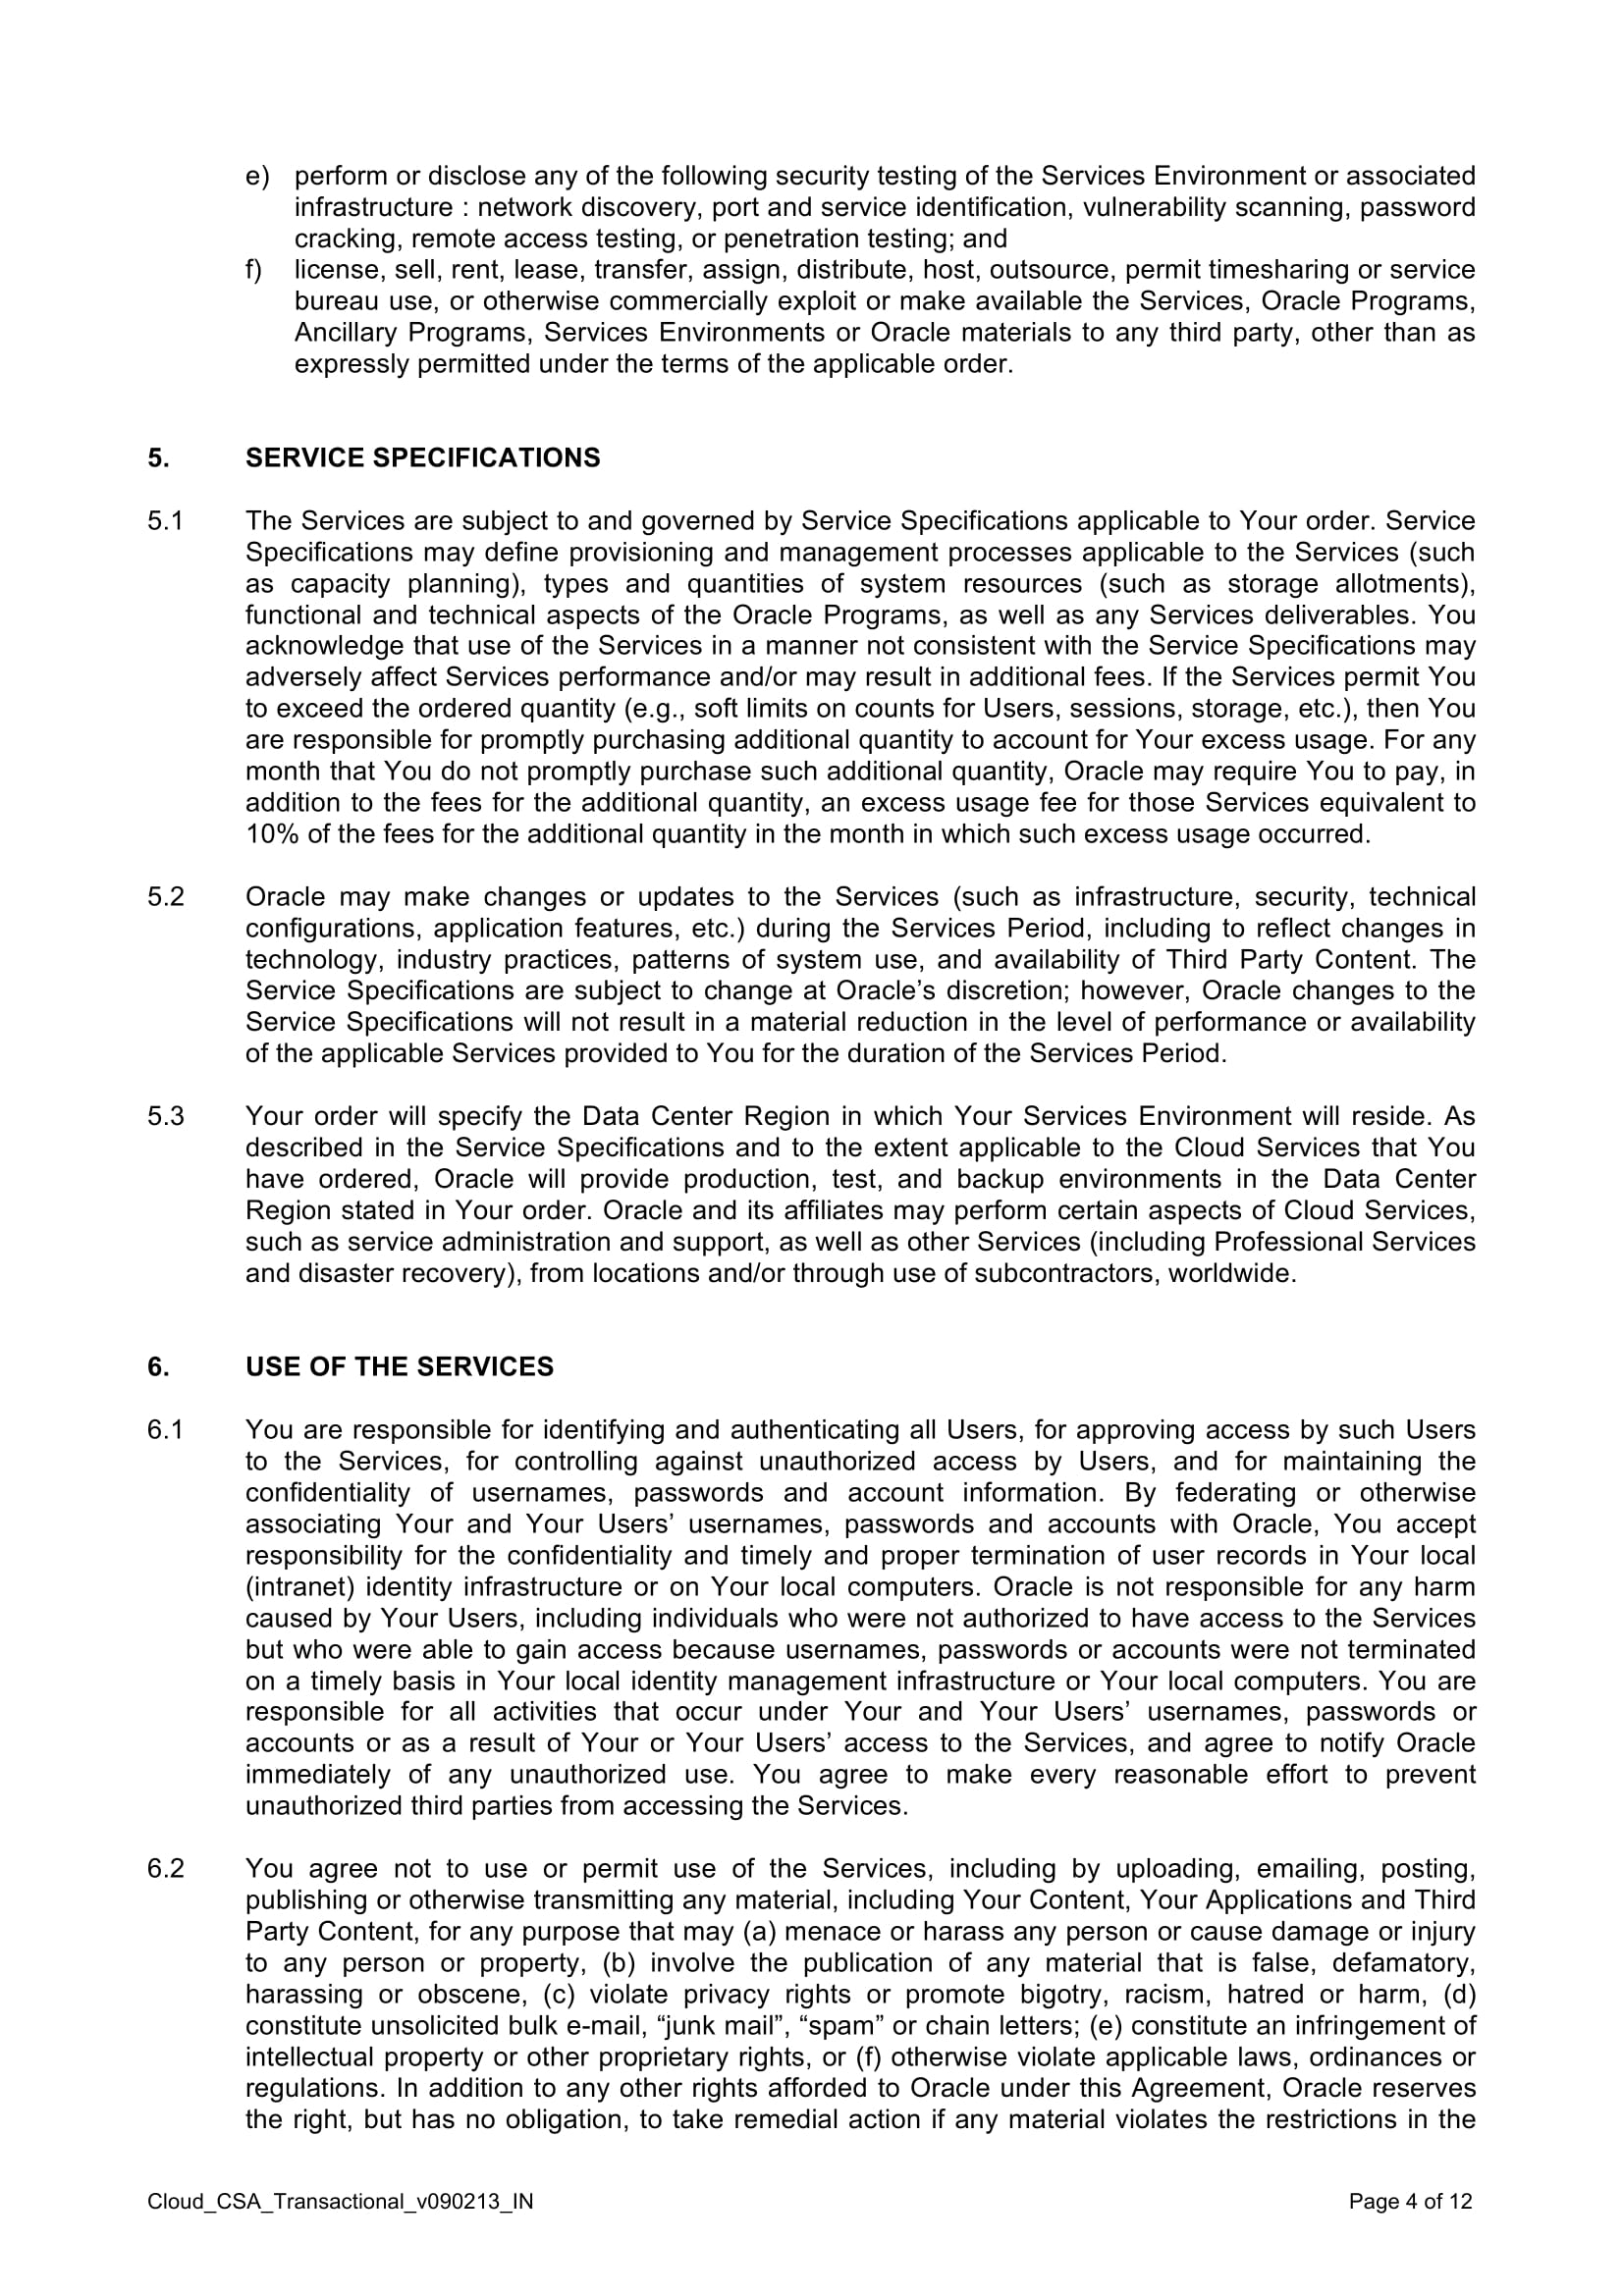 e) perform or disclose any of the following security testing of the Services Environment or associated
infrastructure : network discovery, port and service identification, vulnerability scanning, password
cracking, remote access testing, or penetration testing; and
f) license, sell, rent, lease, transfer, assign, distribute, host, outsource, permit timesharing or service
bureau use, or otherwise commercially exploit or make available the Services, Oracle Programs,
Ancillary Programs, Services Environments or Oracle materials to any third party, other than as
expressly permitted under the terms of the applicable order.
5. SERVICE SPECIFICATIONS
5.1 The Services are subject to and governed by Service Specifications applicable to Your order. Service
Specifications may define provisioning and management processes applicable to the Services (such
as capacity planning), types and quantities of system resources (such as storage allotments),
functional and technical aspects of the Oracle Programs, as well as any Services deliverables. You
acknowledge that use of the Services in a manner not consistent with the Service Specifications may
adversely affect Services performance and/or may result in additional fees. If the Services permit You
to exceed the ordered quantity (e.g., soft limits on counts for Users, sessions, storage, etc.), then You
are responsible for promptly purchasing additional quantity to account for Your excess usage. For any
month that You do not promptly purchase such additional quantity, Oracle may require You to pay, in
addition to the fees for the additional quantity, an excess usage fee for those Services equivalent to
10% of the fees for the additional quantity in the month in which such excess usage occurred.
5.2 Oracle may make changes or updates to the Services (such as infrastructure, security, technical
configurations, application features, etc.) during the Services Period, including to reflect changes in
technology, industry practices, patterns of system use, and availability of Third Party Content. The
Service Specifications are subject to change at Oracle’s discretion; however, Oracle changes to the
Service Specifications will not result in a material reduction in the level of performance or availability
of the applicable Services provided to You for the duration of the Services Period.
5.3 Your order will specify the Data Center Region in which Your Services Environment will reside. As
described in the Service Specifications and to the extent applicable to the Cloud Services that You
have ordered, Oracle will provide production, test, and backup environments in the Data Center
Region stated in Your order. Oracle and its affiliates may perform certain aspects of Cloud Services,
such as service administration and support, as well as other Services (including Professional Services
and disaster recovery), from locations and/or through use of subcontractors, worldwide.
6. USE OF THE SERVICES
6.1 You are responsible for identifying and authenticating all Users, for approving access by such Users
to the Services, for controlling against unauthorized access by Users, and for maintaining the
confidentiality of usernames, passwords and account information. By federating or otherwise
associating Your and Your Users’ usernames, passwords and accounts with Oracle, You accept
responsibility for the confidentiality and timely and proper termination of user records in Your local
(intranet) identity infrastructure or on Your local computers. Oracle is not responsible for any harm
caused by Your Users, including individuals who were not authorized to have access to the Services
but who were able to gain access because usernames, passwords or accounts were not terminated
on a timely basis in Your local identity management infrastructure or Your local computers. You are
responsible for all activities that occur under Your and Your Users’ usernames, passwords or
accounts or as a result of Your or Your Users’ access to the Services, and agree to notify Oracle
immediately of any unauthorized use. You agree to make every reasonable effort to prevent
unauthorized third parties from accessing the Services.
6.2 You agree not to use or permit use of the Services, including by uploading, emailing, posting,
publishing or otherwise transmitting any material, including Your Content, Your Applications and Third
Party Content, for any purpose that may (a) menace or harass any person or cause damage or injury
to any person or property, (b) involve the publication of any material that is false, defamatory,
harassing or obscene, (c) violate privacy rights or promote bigotry, racism, hatred or harm, (d)
constitute unsolicited bulk e-mail, “junk mail”, “spam” or chain letters; (e) constitute an infringement of
intellectual property or other proprietary rights, or (f) otherwise violate applicable laws, ordinances or
regulations. In addition to any other rights afforded to Oracle under this Agreement, Oracle reserves
the right, but has no obligation, to take remedial action if any material violates the restrictions in the
Cloud_CSA_Transactional_v090213_IN Page 4 of 12